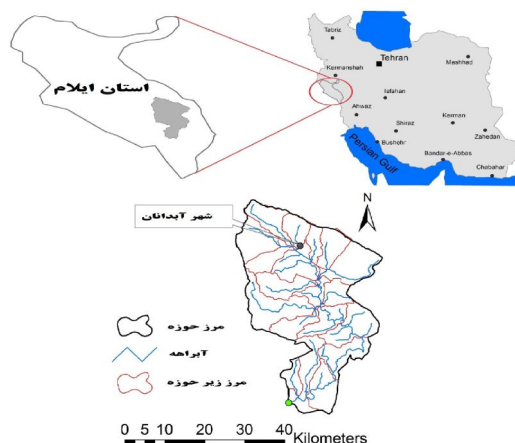 استان ایلام
Tabriz
Tehran
Mashhad
Kermanshah
Isfahan
Ahwaz
Kerman
Shiraz
Zahedan
Bushehr
Persian Gulf
Bandar-e-Abbas
Chabahar
N
شهر آبدانان
مرز حوزه
آبراهه
مرز زیر حوزه
0 5 10 20 30 40
Kilometers